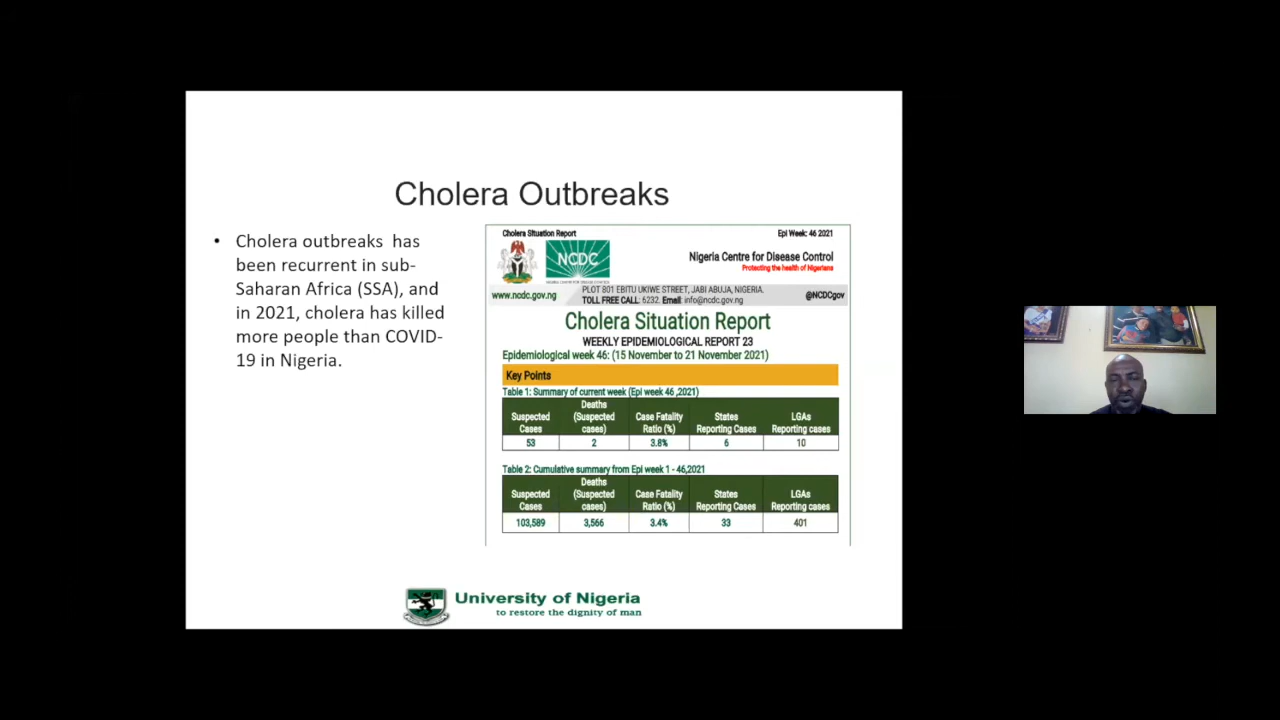 Cholera Outbreaks
• Cholera outbreaks has
been recurrent in sub-
Saharan Africa (SSA), and
in 2021, cholera has killed
more people than COVID-
19 in Nigeria.
Cholera Situation Report
Epi Week: 46 2021
NCDC
NIGERIA CENTRE FOR DISEASE CONTROL
Nigeria Centre for Disease Control
Protecting the health of Nigerians
www.ncdc.gov.ng
PLOT 801 EBITU UKIWE STREET, JABI ABUJA, NIGERIA.
TOLL FREE CALL: 6232. Email: info@ncdc.gov.ng
@NCDCgov
Cholera Situation Report
WEEKLY EPIDEMIOLOGICAL REPORT 23
Epidemiological week 46: (15 November to 21 November 2021)
Key Points
Table 1: Summary of current week (Epi week 46 ,2021)
Suspected Cases Deaths (Suspected cases) Case Fatality Ratio (%) States Reporting Cases LGAs Reporting cases
53 2 3.8% 6 10
Table 2: Cumulative summary from Epi week 1 - 46,2021
Suspected Cases Deaths (Suspected cases) Case Fatality Ratio (%) States Reporting Cases LGAs Reporting cases
103,589 3,566 3.4% 33 401
University of Nigeria
to restore the dignity of man